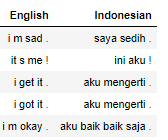 English Indonesian
i m sad . saya sedih .
it s me ! ini aku !
i get it . aku mengerti .
i got it . aku mengerti .
i m okay . aku baik baik saja .